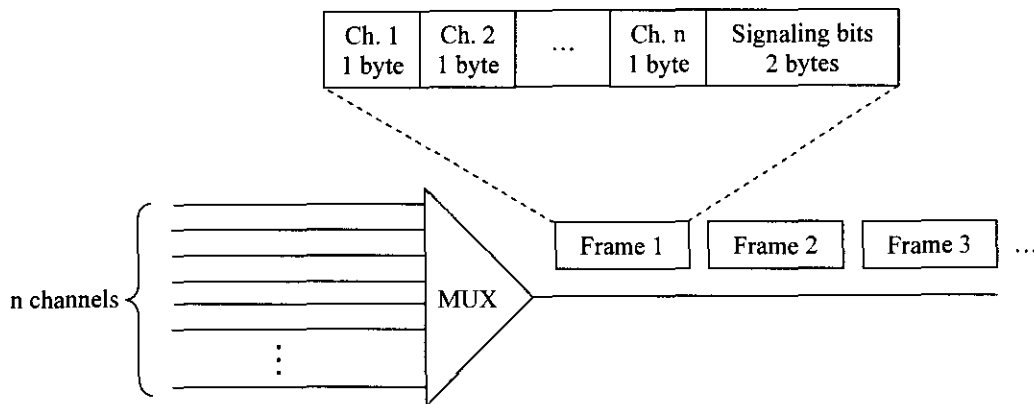 Ch. 1 Ch. 2 ... Ch. n Signaling bits
1 byte 1 byte 1 byte 2 bytes
Frame 1 Frame 2 Frame 3 ...
n channels MUX